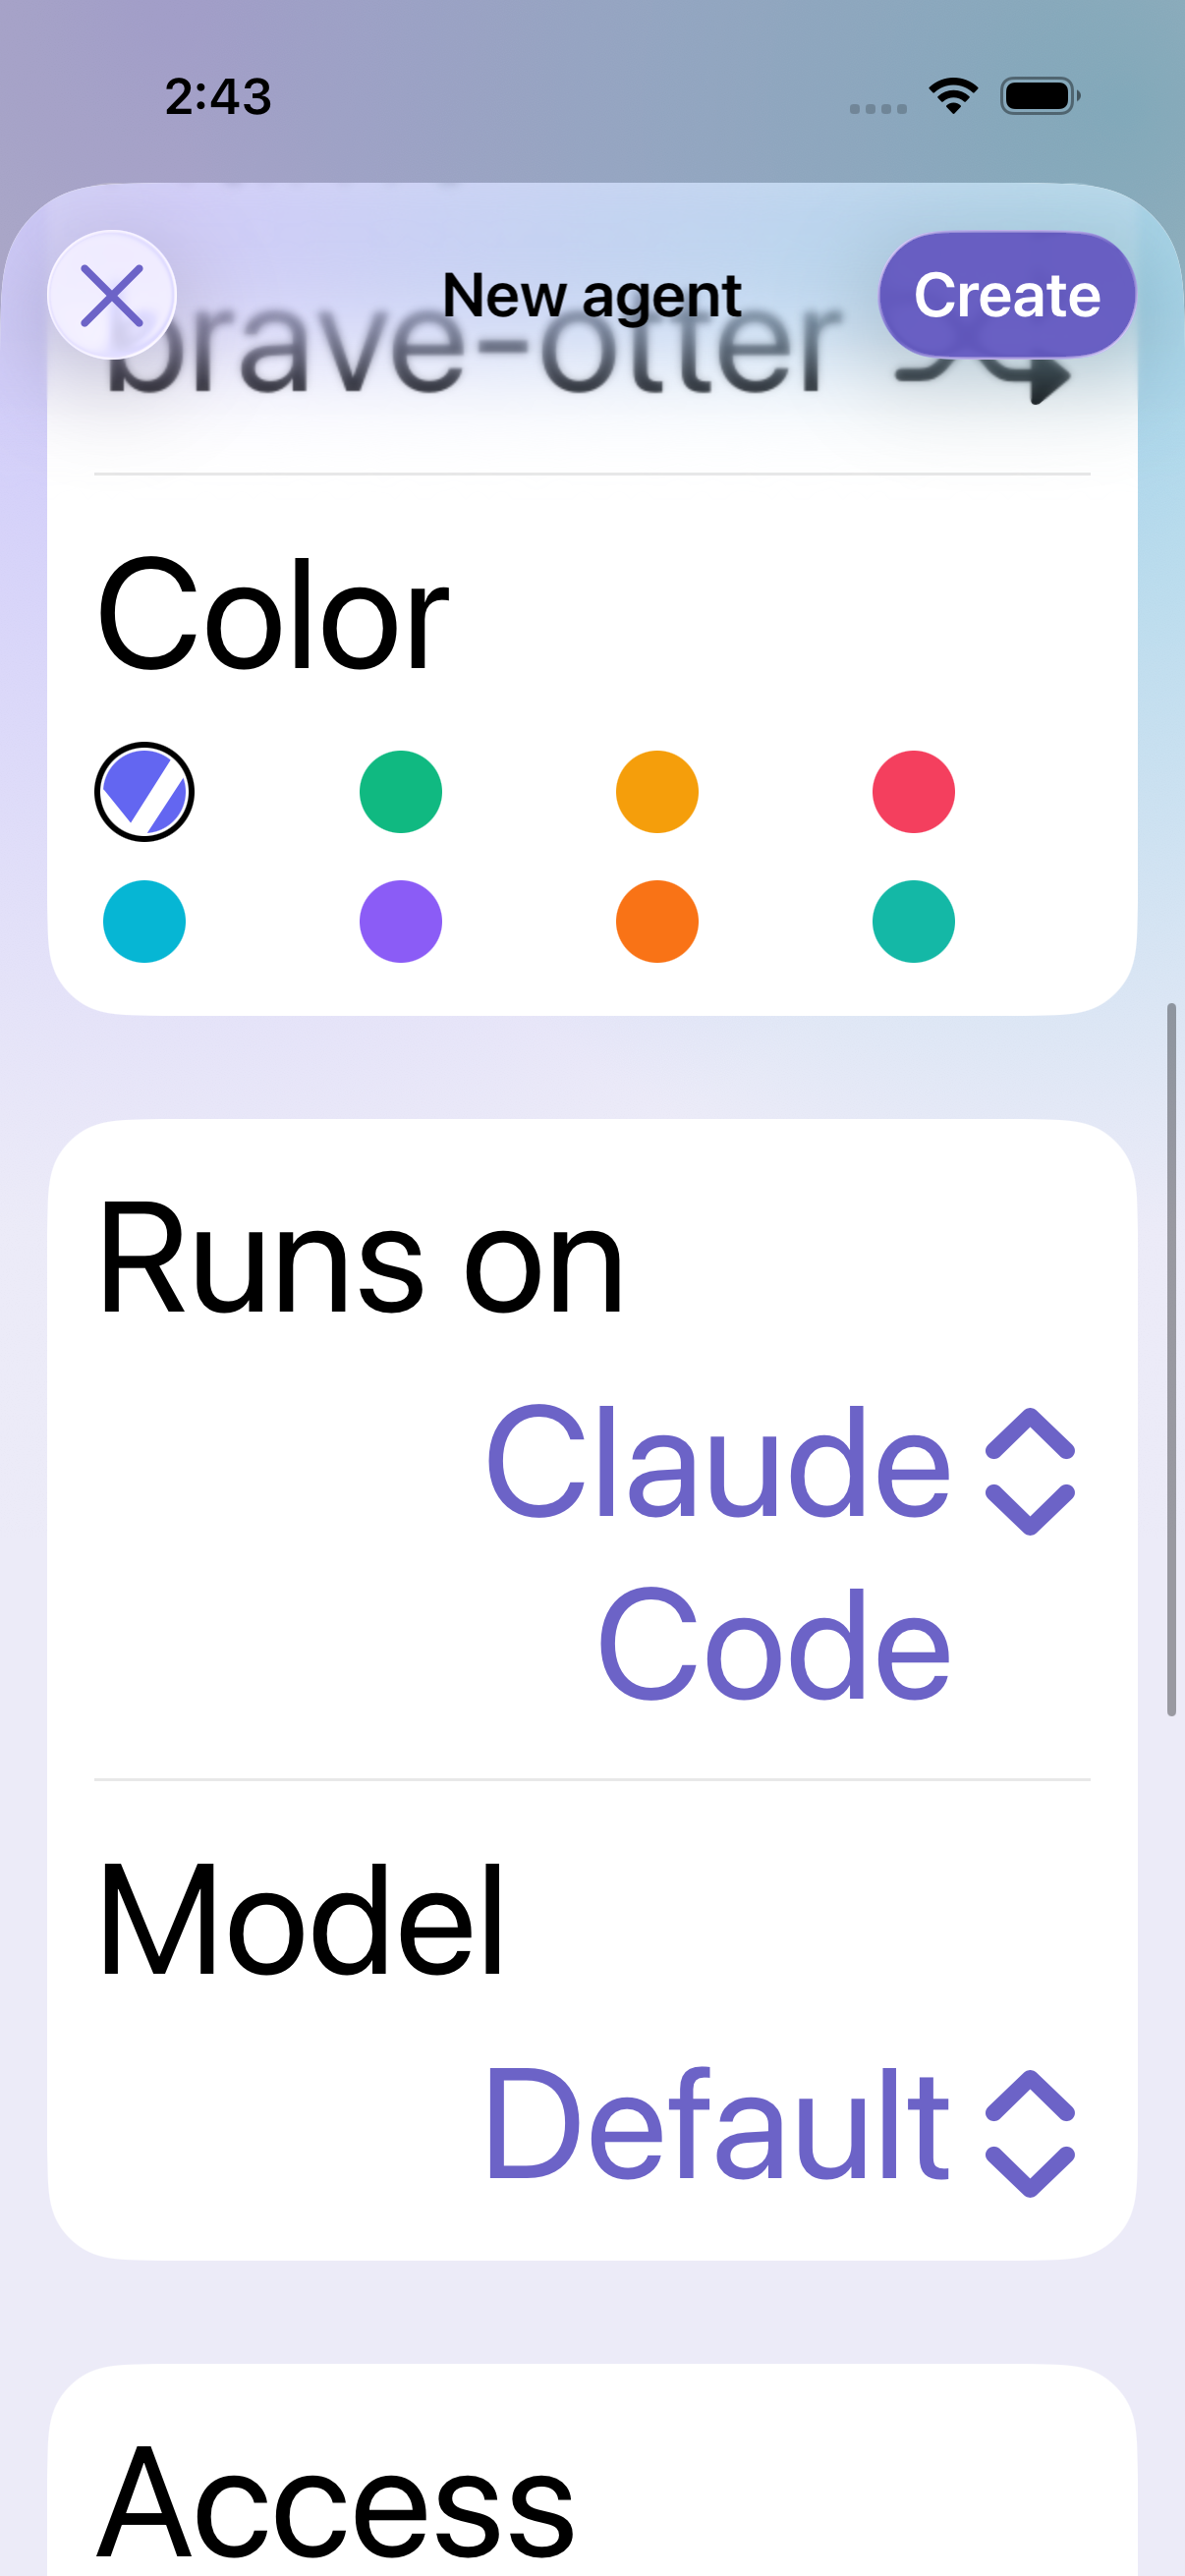 2:43
New agent
Create
brave-otter
Color
Runs on
Claude
Code
Model
Default
Access